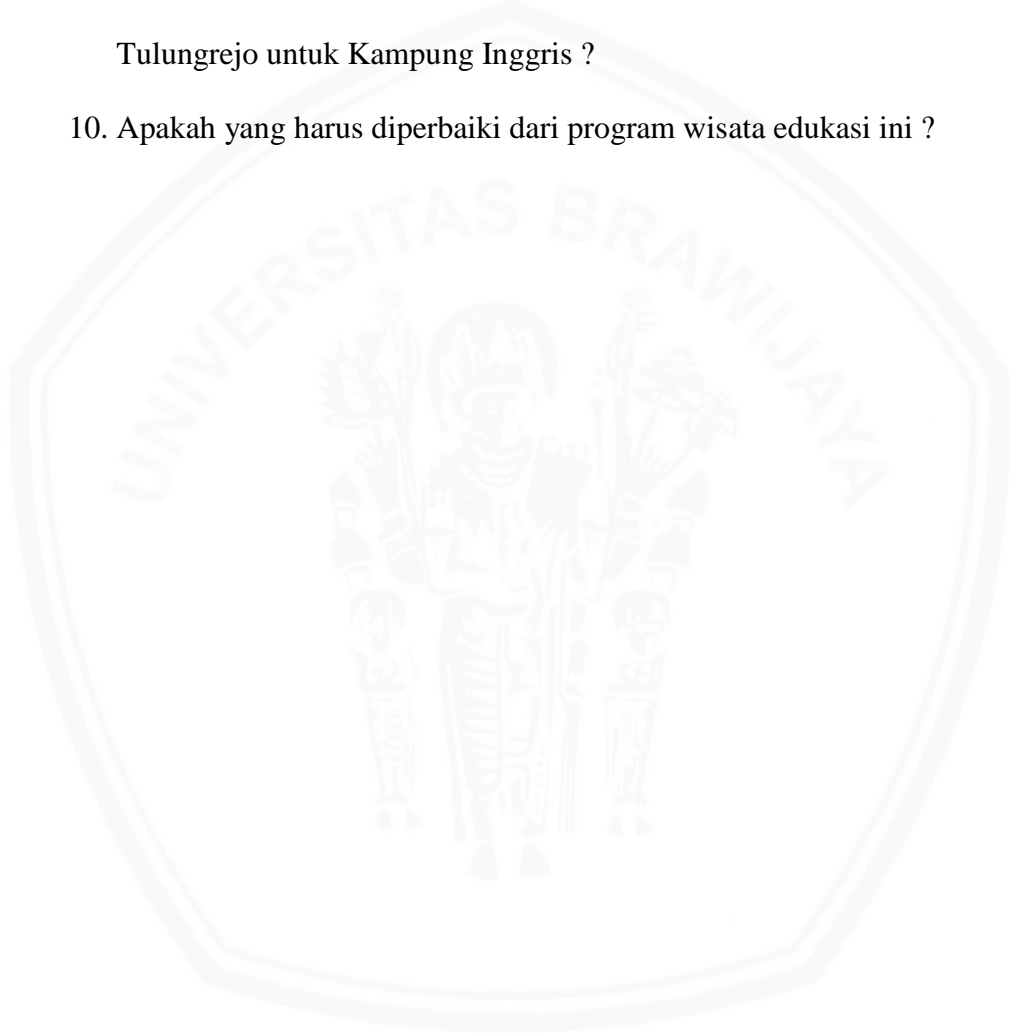 Tulungrejo untuk Kampung Inggris ?
10. Apakah yang harus diperbaiki dari program wisata edukasi ini ?
UNIVERSITAS BRAWIJAYA